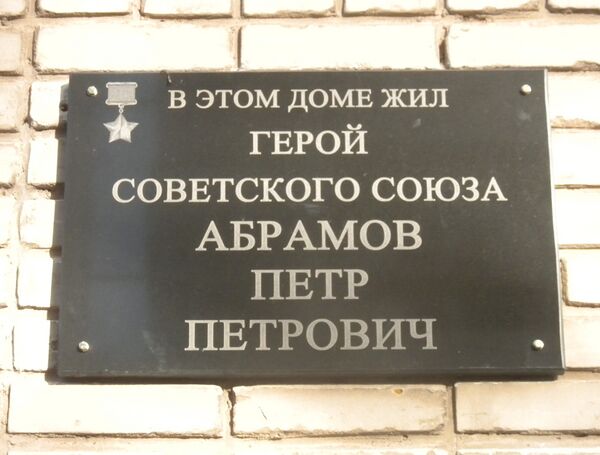 В ЭТОМ ДОМЕ ЖИЛ
ГЕРОЙ
СОВЕТСКОГО СОЮЗА
АБРАМОВ
ПЕТР
ПЕТРОВИЧ